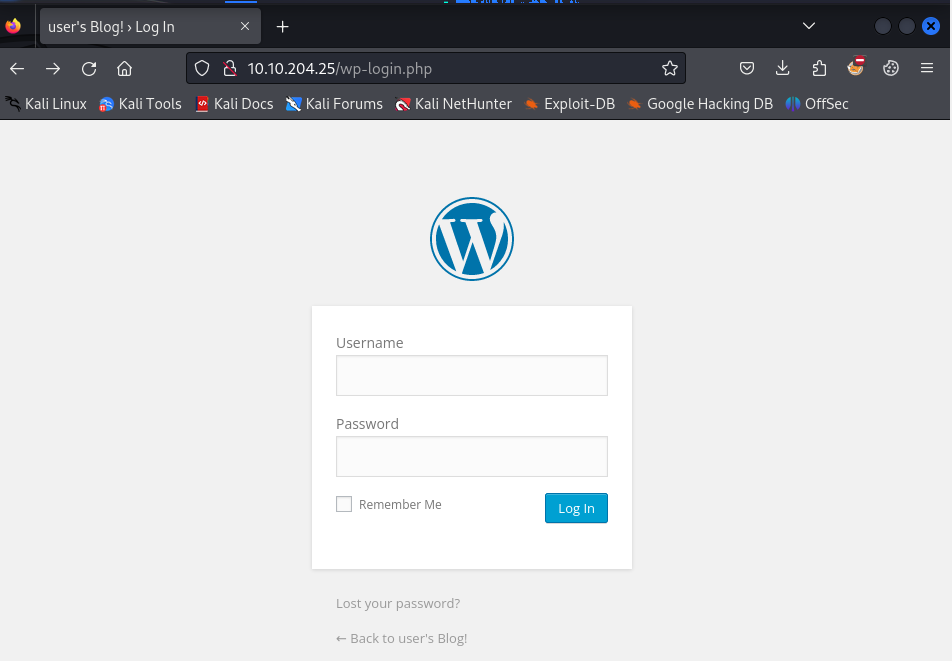 user's Blog! › Log In
10.10.204.25/wp-login.php
Kali Linux Kali Tools Kali Docs Kali Forums Kali NetHunter Exploit-DB Google Hacking DB OffSec
Username
Password
Remember Me Log In
Lost your password?
← Back to user's Blog!